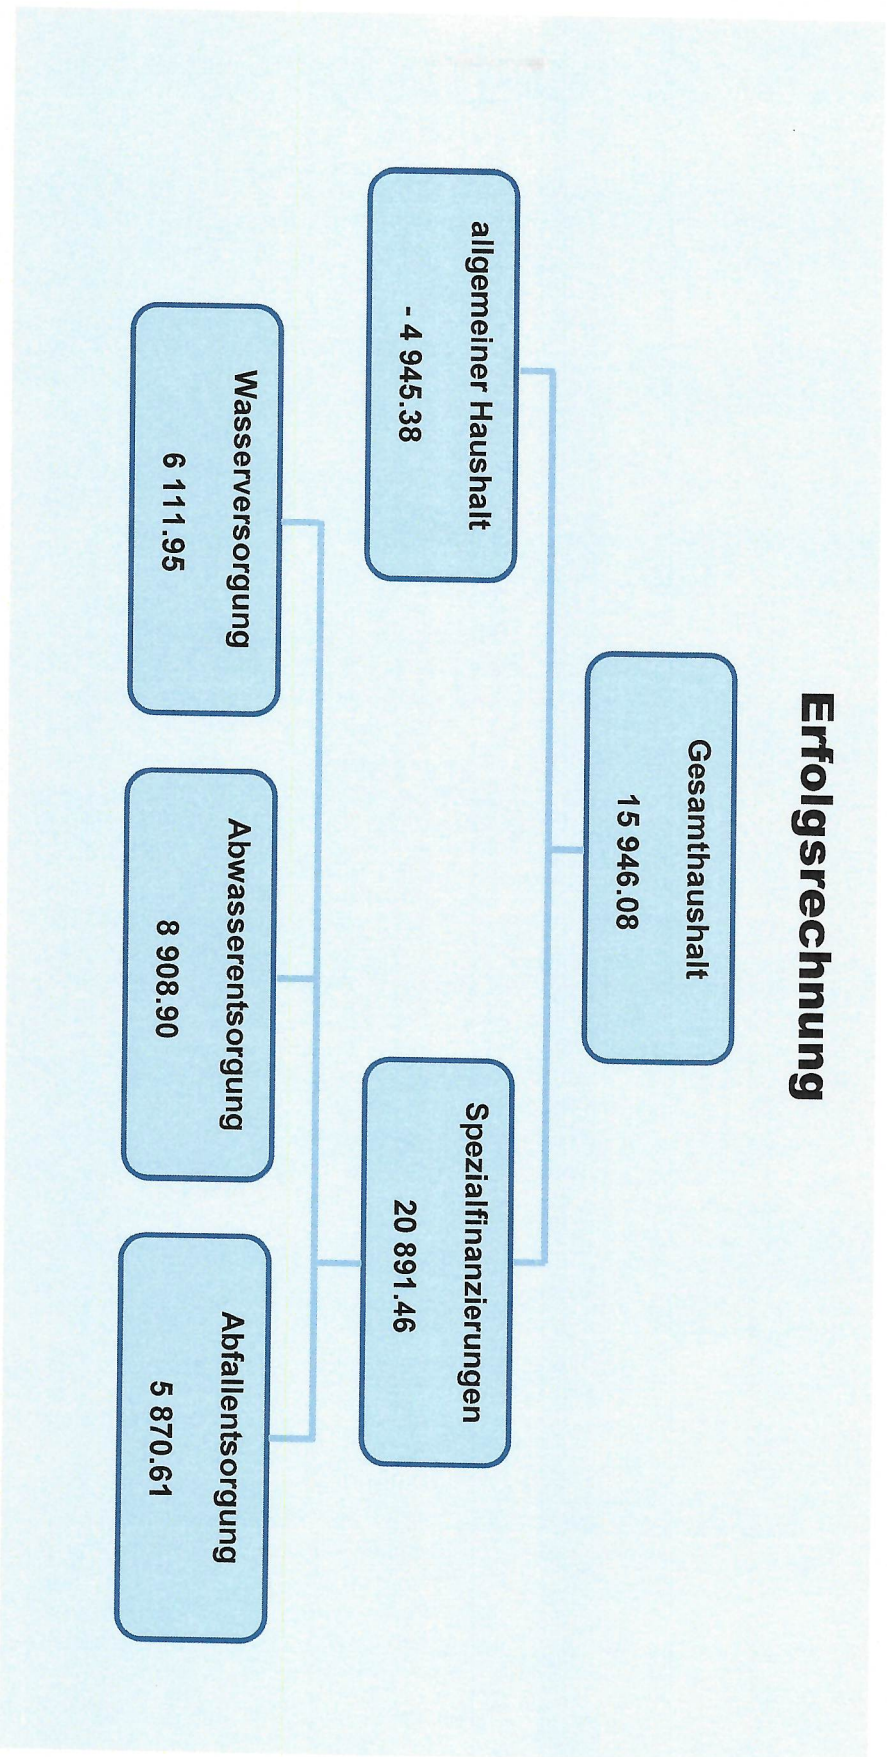 Erfolgsrechnung
Gesamthaushalt
15 946.08
allgemeiner Haushalt
- 4 945.38
Spezialfinanzierungen
20 891.46
Wasserversorgung
6 111.95
Abwasserentsorgung
8 908.90
Abfallentsorgung
5 870.61